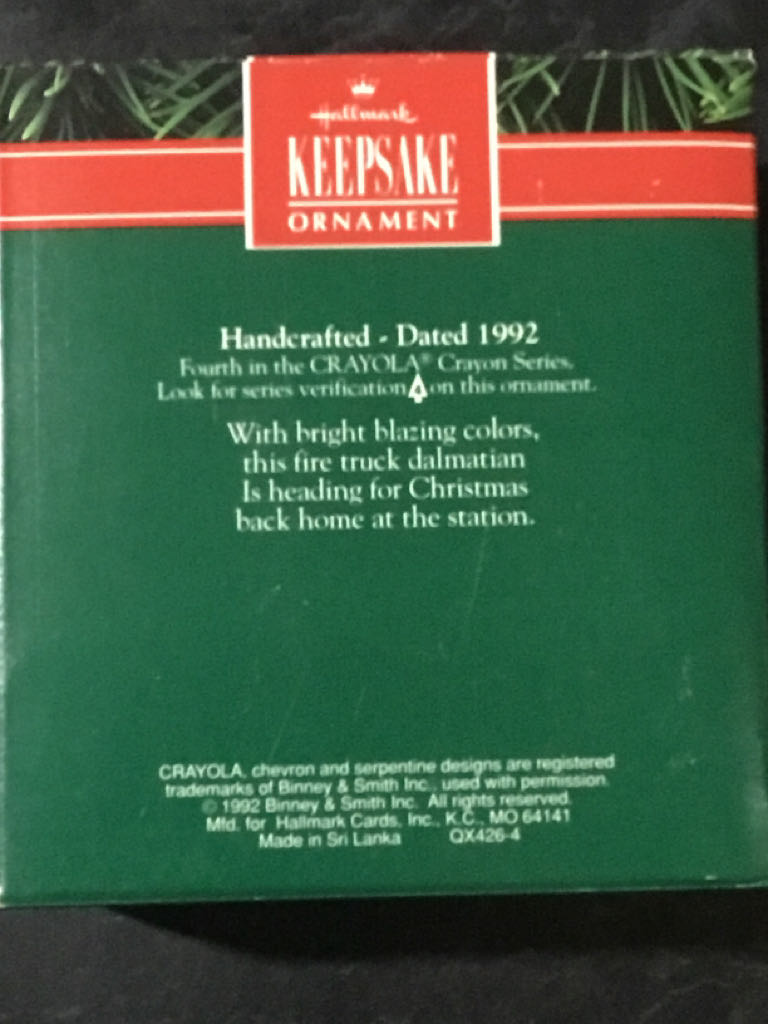 Hallmark
KEEPSAKE
ORNAMENT
Handcrafted - Dated 1992
Fourth in the CRAYOLA® Crayon Series.
Look for series verification 4 on this ornament.
With bright blazing colors,
this fire truck dalmatian
Is heading for Christmas
back home at the station.
CRAYOLA, chevron and serpentine designs are registered
trademarks of Binney & Smith Inc., used with permission.
© 1992 Binney & Smith Inc. All rights reserved.
Mfd. for Hallmark Cards, Inc., K.C., MO 64141
Made in Sri Lanka QX426-4